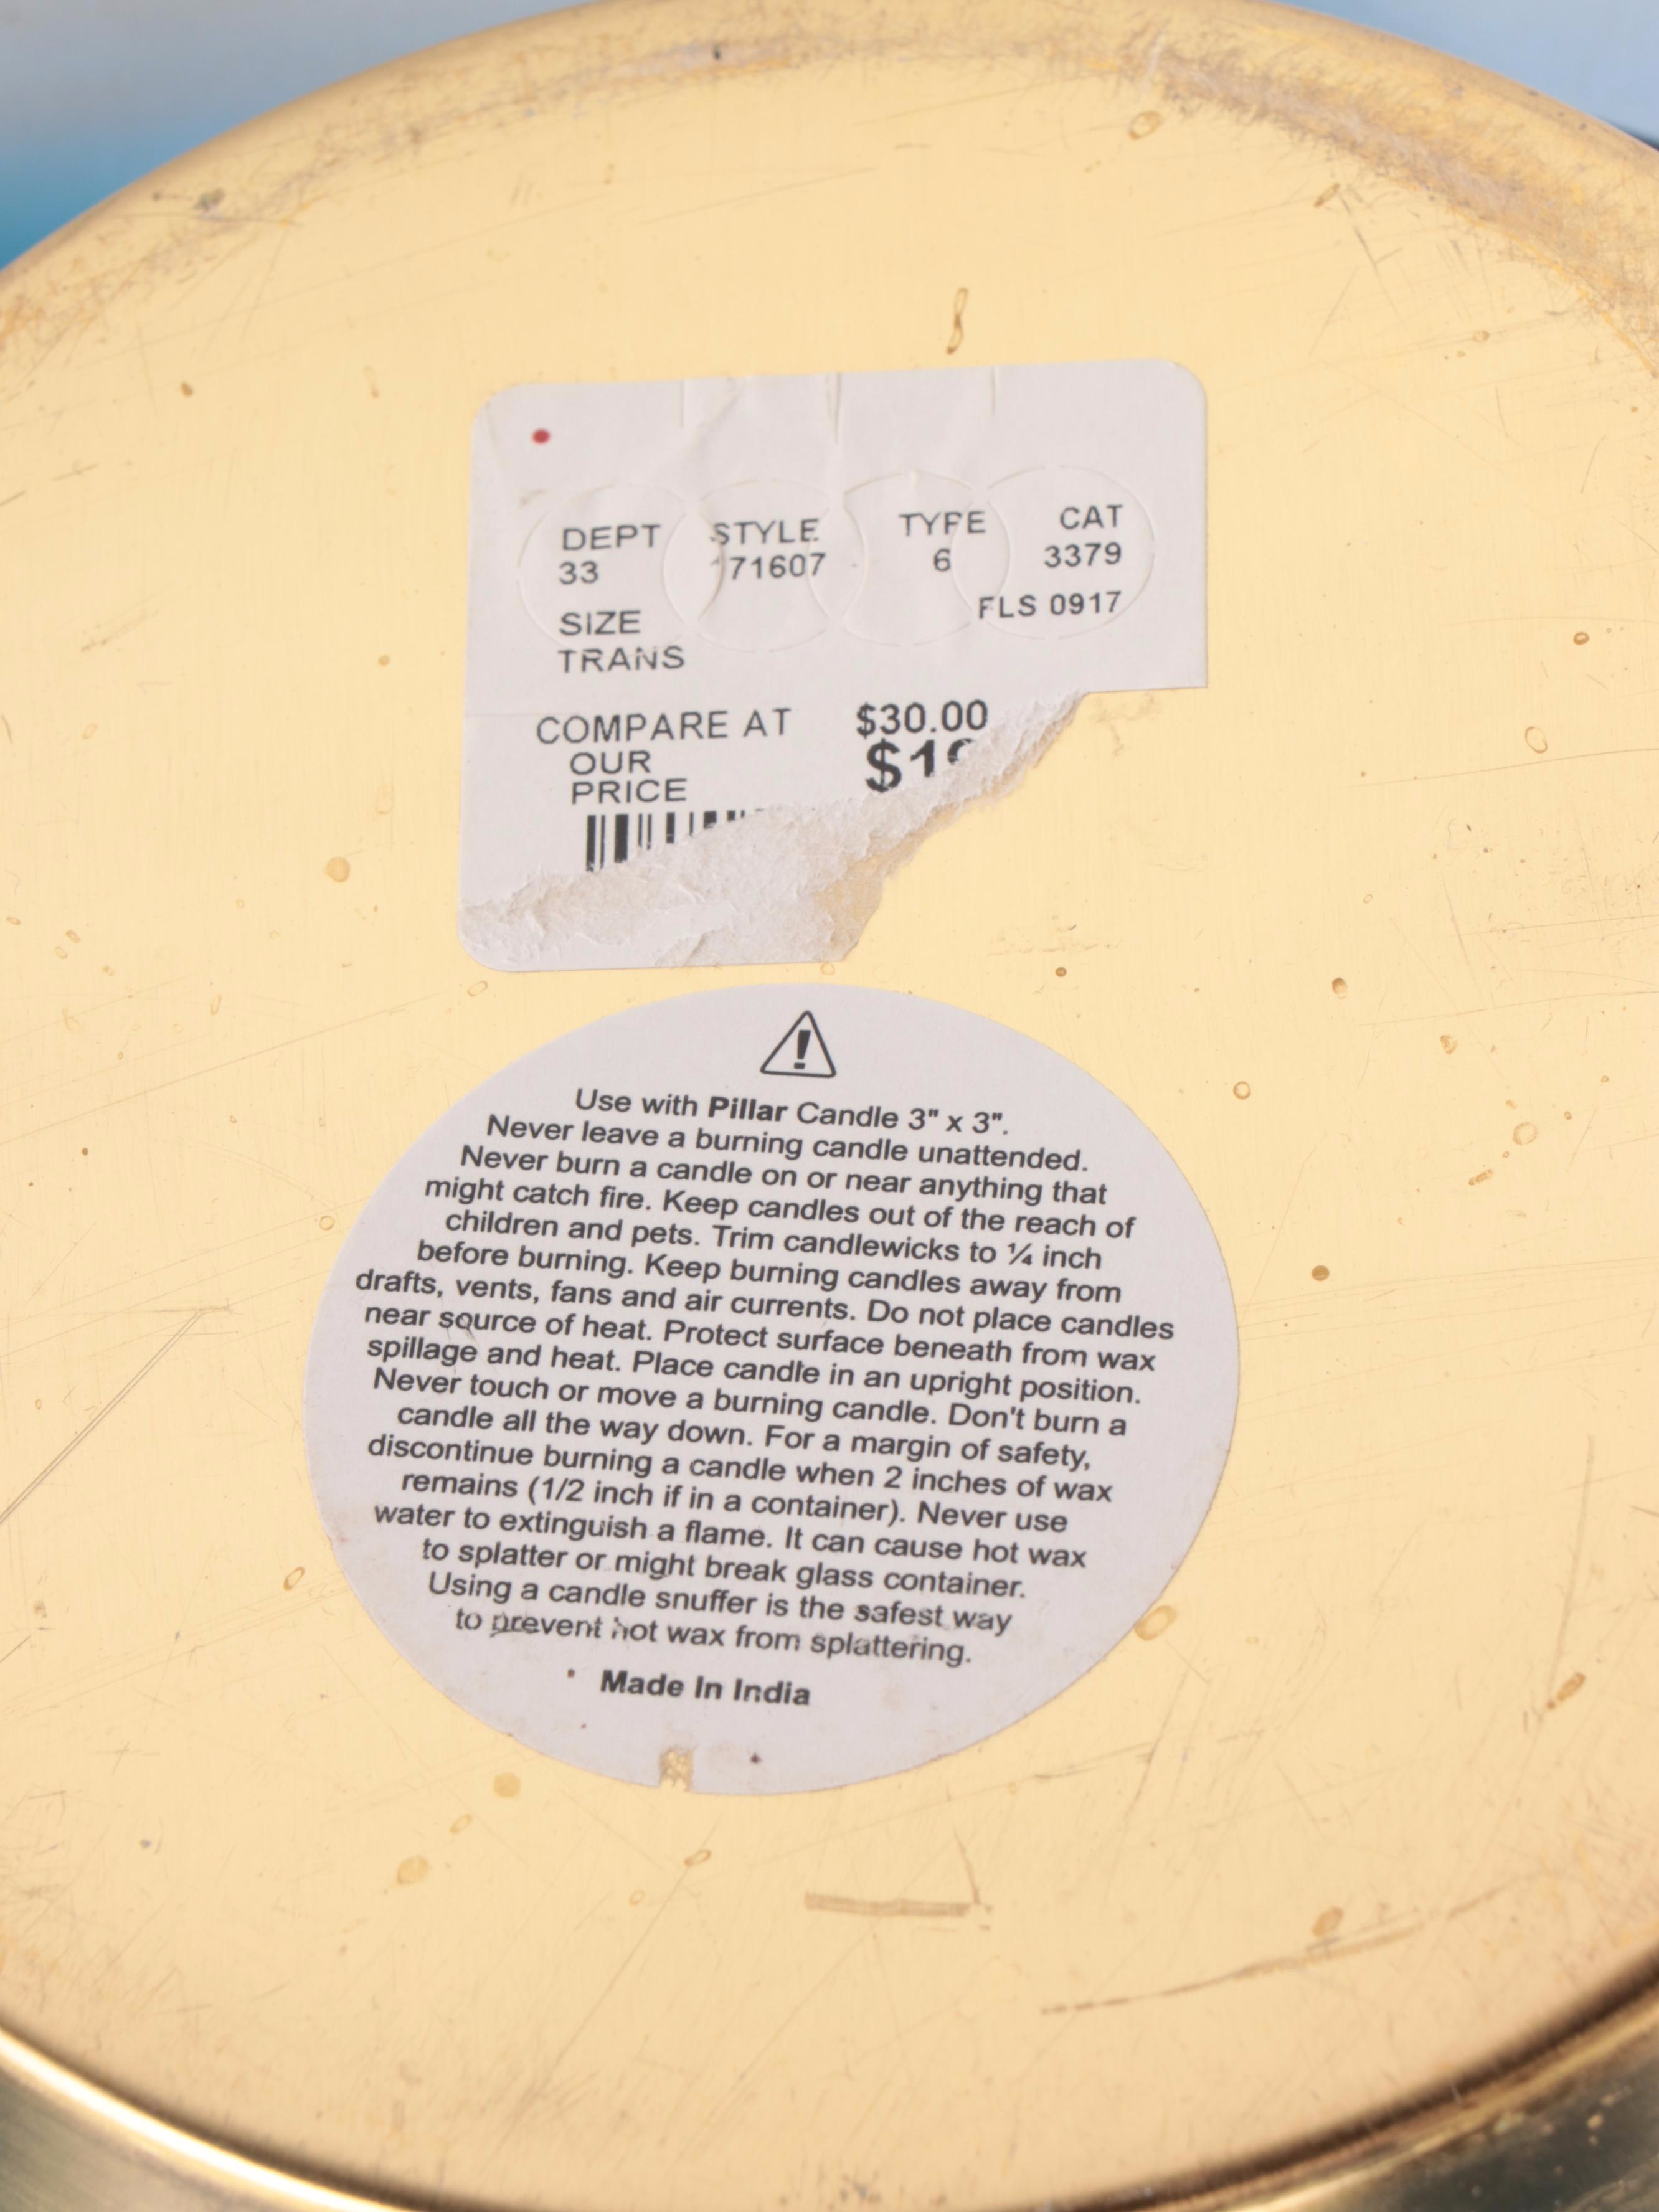 DEPT STYLE TYPE CAT
33 71607 6 3379
FLS 0917
SIZE
TRANS
COMPARE AT $30.00
OUR
PRICE
Use with Pillar Candle 3" x 3".
Never leave a burning candle unattended.
Never burn a candle on or near anything that
might catch fire. Keep candles out of the reach of
children and pets. Trim candlewicks to ¼ inch
before burning. Keep burning candles away from
drafts, vents, fans and air currents. Do not place candles
near source of heat. Protect surface beneath from wax
spillage and heat. Place candle in an upright position.
Never touch or move a burning candle. Don't burn a
candle all the way down. For a margin of safety,
discontinue burning a candle when 2 inches of wax
remains (1/2 inch if in a container). Never use
water to extinguish a flame. It can cause hot wax
to splatter or might break glass container.
Using a candle snuffer is the safest way
to prevent hot wax from splattering.
Made In India